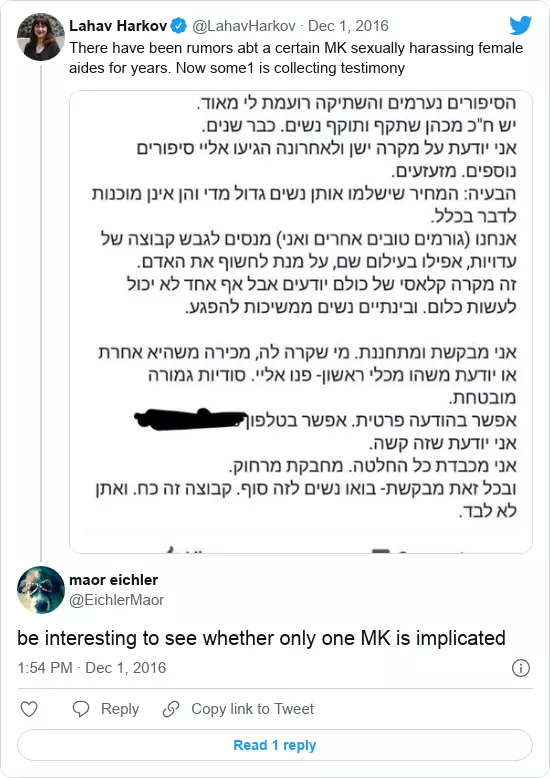 Lahav Harkov @LahavHarkov · Dec 1, 2016
There have been rumors abt a certain MK sexually harassing female
aides for years. Now some1 is collecting testimony
הסיפורים נערמים והשתיקה רועמת לי מאוד.
יש ח"כ מכהן שתקף ותוקף נשים. כבר שנים.
אני יודעת על מקרה ישן ולאחרונה הגיעו אליי סיפורים
נוספים. מזעזעים.
הבעיה: המחיר שישלמו אותן נשים גדול מדי והן אינן מוכנות
לדבר בכלל.
אנחנו (גורמים טובים אחרים ואני) מנסים לגבש קבוצה של
עדויות, אפילו בעילום שם, על מנת לחשוף את האדם.
זה מקרה קלאסי של כולם יודעים אבל אף אחד לא יכול
לעשות כלום. ובינתיים נשים ממשיכות להפגע.
אני מבקשת ומתחננת. מי שקרה לה, מכירה משהיא אחרת
או יודעת משהו מכלי ראשון- פנו אליי. סודיות גמורה
מובטחת.
אפשר בהודעה פרטית. אפשר בטלפון
אני יודעת שזה קשה.
אני מכבדת כל החלטה. מחבקת מרחוק.
ובכל זאת מבקשת- בואו נשים לזה סוף. קבוצה זה כח. ואתן
לא לבד.
maor eichler
@EichlerMaor
be interesting to see whether only one MK is implicated
1:54 PM · Dec 1, 2016
Reply Copy link to Tweet
Read 1 reply